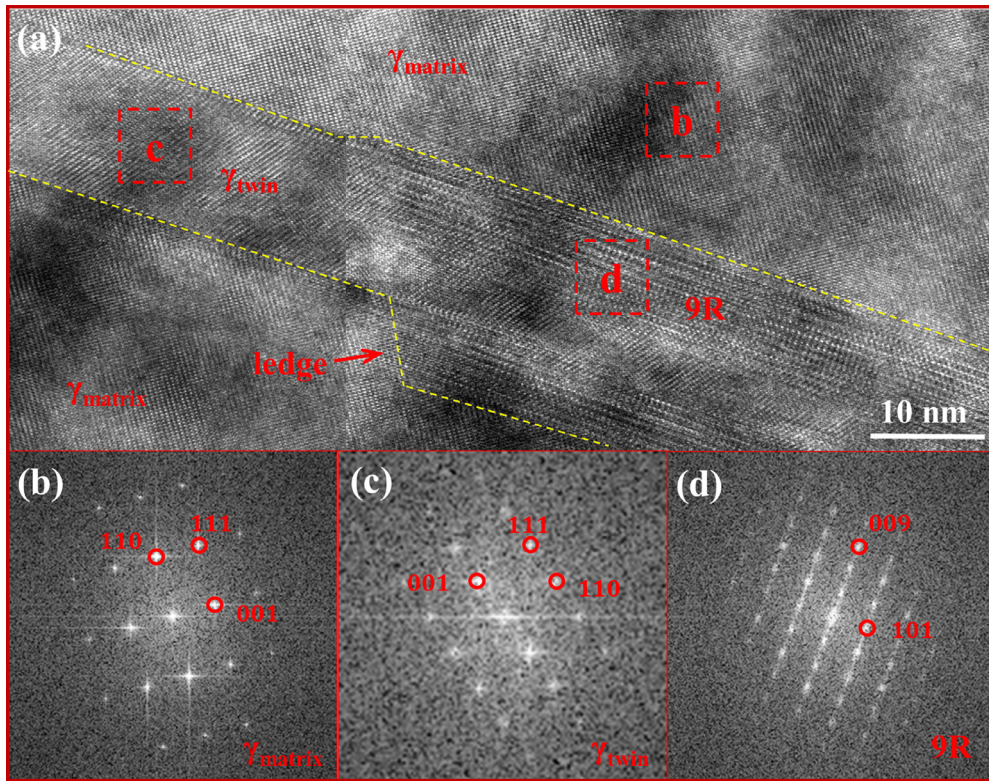 (a)
γmatrix
b
c
γtwin
d
9R
ledge
γmatrix
10 nm
(b)
111
110
001
γmatrix
(c)
111
001
110
γtwin
(d)
009
101
9R